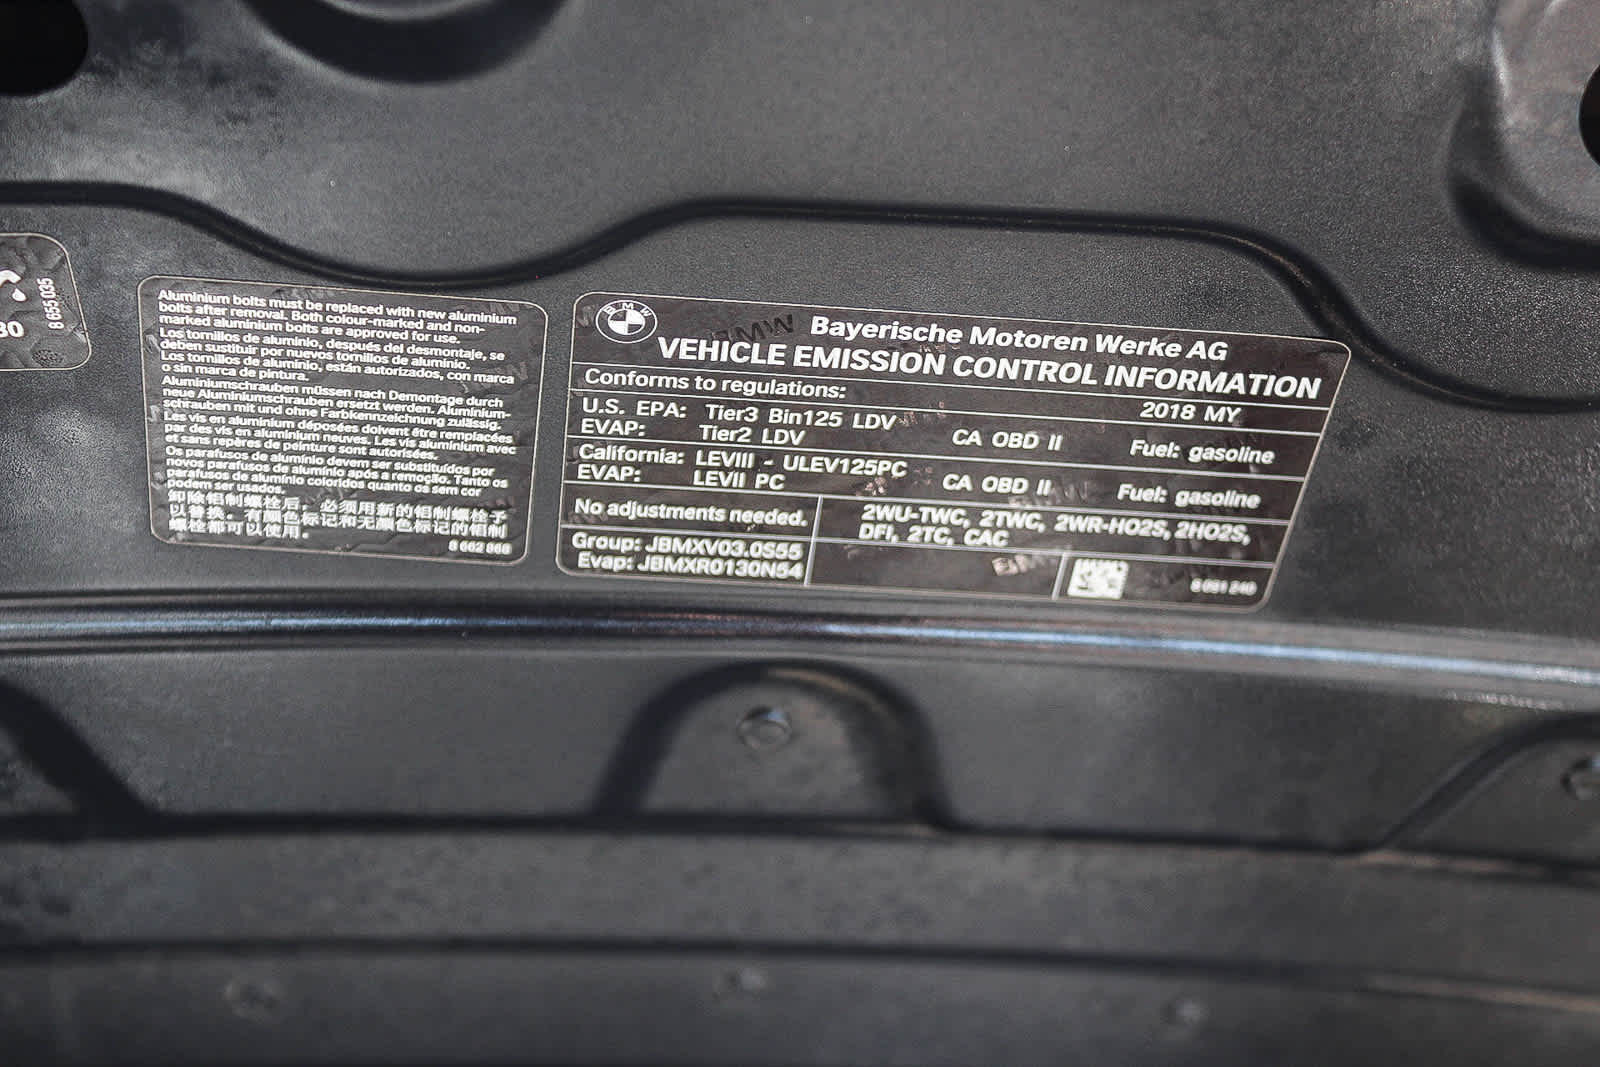 30
8 655 035
Aluminium bolts must be replaced with new aluminium
bolts after removal. Both colour-marked and non-
marked aluminium bolts are approved for use.
Los tornillos de aluminio, después del desmontaje, se
deben sustituir por nuevos tornillos de aluminio.
Los tornillos de aluminio, están autorizados, con marca
o sin marca de pintura.
Aluminiumschrauben müssen nach Demontage durch
neue Aluminiumschrauben ersetzt werden. Aluminium-
schrauben mit und ohne Farbkennzeichnung zulässig.
Les vis en aluminium déposées doivent être remplacées
par des vis en aluminium neuves. Les vis aluminium avec
et sans repères de peinture sont autorisées.
Os parafusos de alumínio devem ser substituídos por
novos parafusos de alumínio após a remoção. Tanto os
parafusos de alumínio coloridos quanto os sem cor
podem ser usados.
卸除铝制螺栓后，必须用新的铝制螺栓予
以替换。有颜色标记和无颜色标记的铝制
螺栓都可以使用。
8 662 868
BMW
Bayerische Motoren Werke AG
VEHICLE EMISSION CONTROL INFORMATION
Conforms to regulations: 2018 MY
U.S. EPA: Tier3 Bin125 LDV
EVAP: Tier2 LDV CA OBD II Fuel: gasoline
California: LEVIII - ULEV125PC
EVAP: LEVII PC CA OBD II Fuel: gasoline
No adjustments needed.
2WU-TWC, 2TWC, 2WR-HO2S, 2HO2S,
DFI, 2TC, CAC
Group: JBMXV03.0S55
Evap: JBMXR0130N54
8 091 240